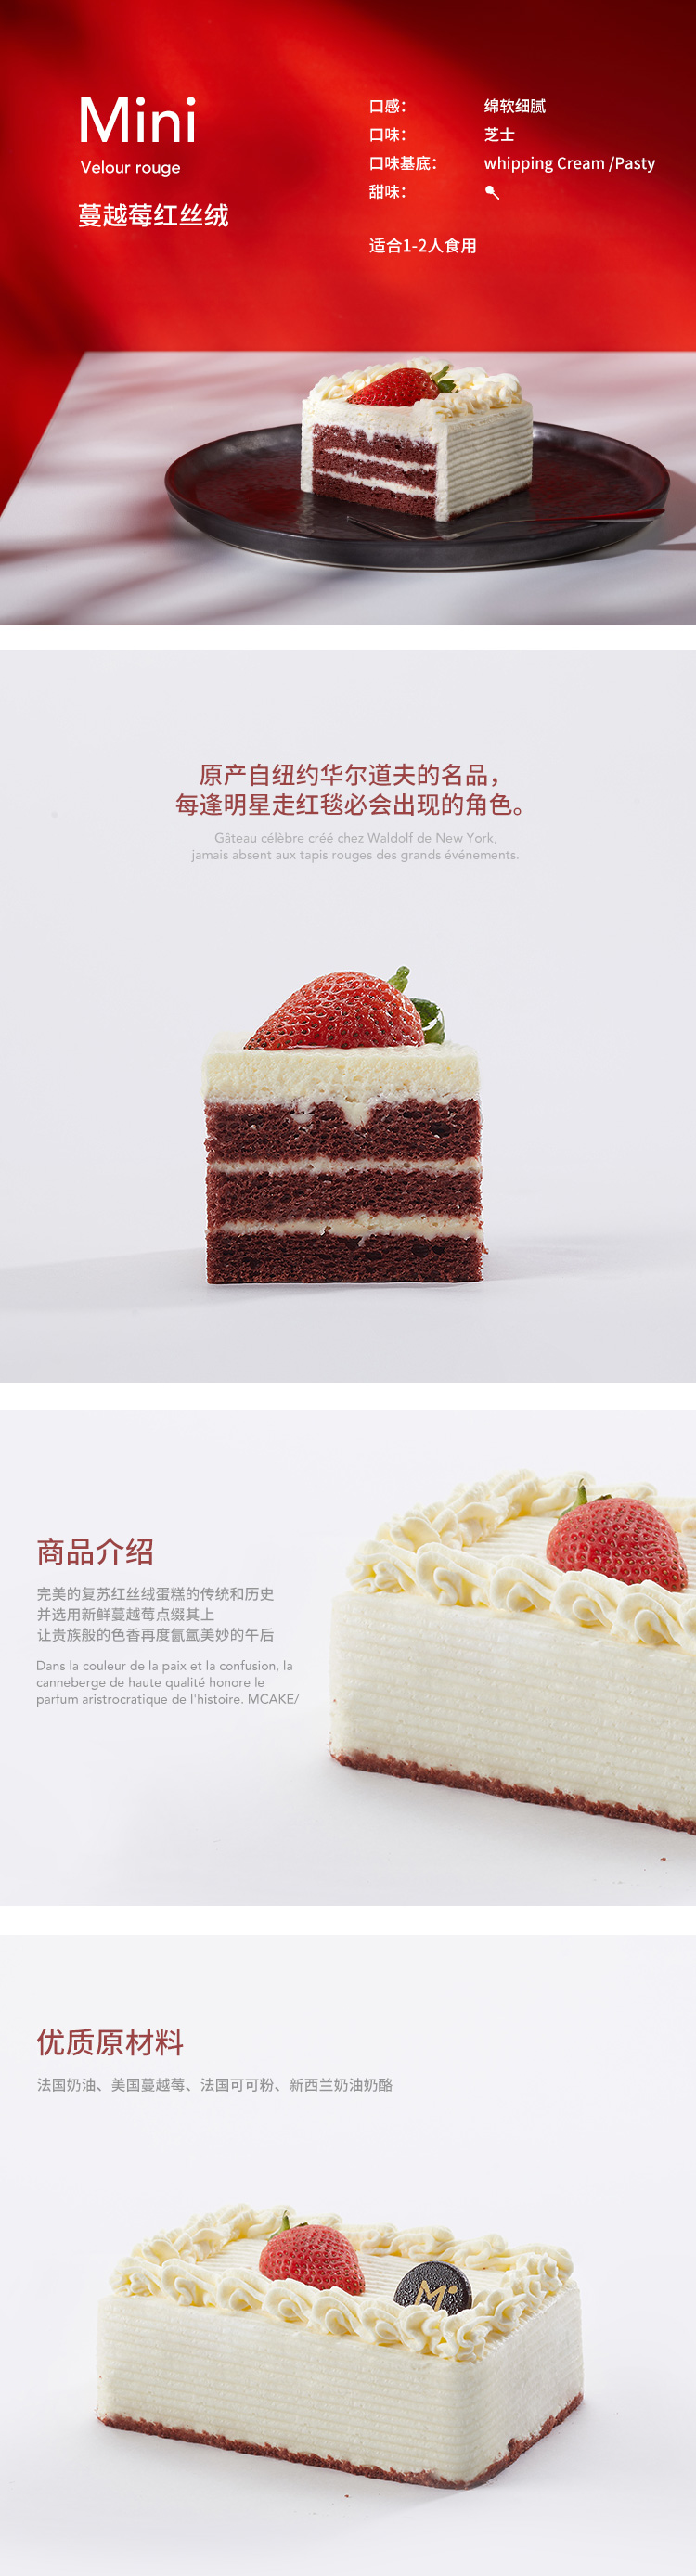 Mini
Velour rouge
蔓越莓红丝绒
口感: 绵软细腻
口味: 芝士
口味基底: whipping Cream /Pasty
甜味:
适合1-2人食用
原产自纽约华尔道夫的名品，
每逢明星走红毯必会出现的角色。
Gâteau célèbre créé chez Waldolf de New York,
jamais absent aux tapis rouges des grands événements.
商品介绍
完美的复苏红丝绒蛋糕的传统和历史
并选用新鲜蔓越莓点缀其上
让贵族般的色香再度氤氲美妙的午后
Dans la couleur de la paix et la confusion, la
canneberge de haute qualité honore le
parfum aristrocratique de l'histoire. MCAKE/
优质原材料
法国奶油、美国蔓越莓、法国可可粉、新西兰奶油奶酪
M